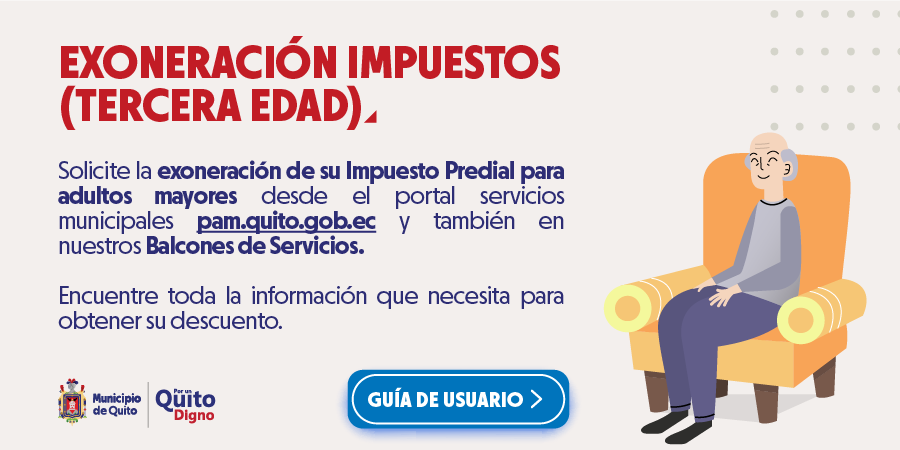 EXONERACIÓN IMPUESTOS
(TERCERA EDAD)
Solicite la exoneración de su Impuesto Predial para
adultos mayores desde el portal servicios
municipales pam.quito.gob.ec y también en
nuestros Balcones de Servicios.
Encuentre toda la información que necesita para
obtener su descuento.
Municipio
de Quito
Por un
Quito
Digno
GUÍA DE USUARIO